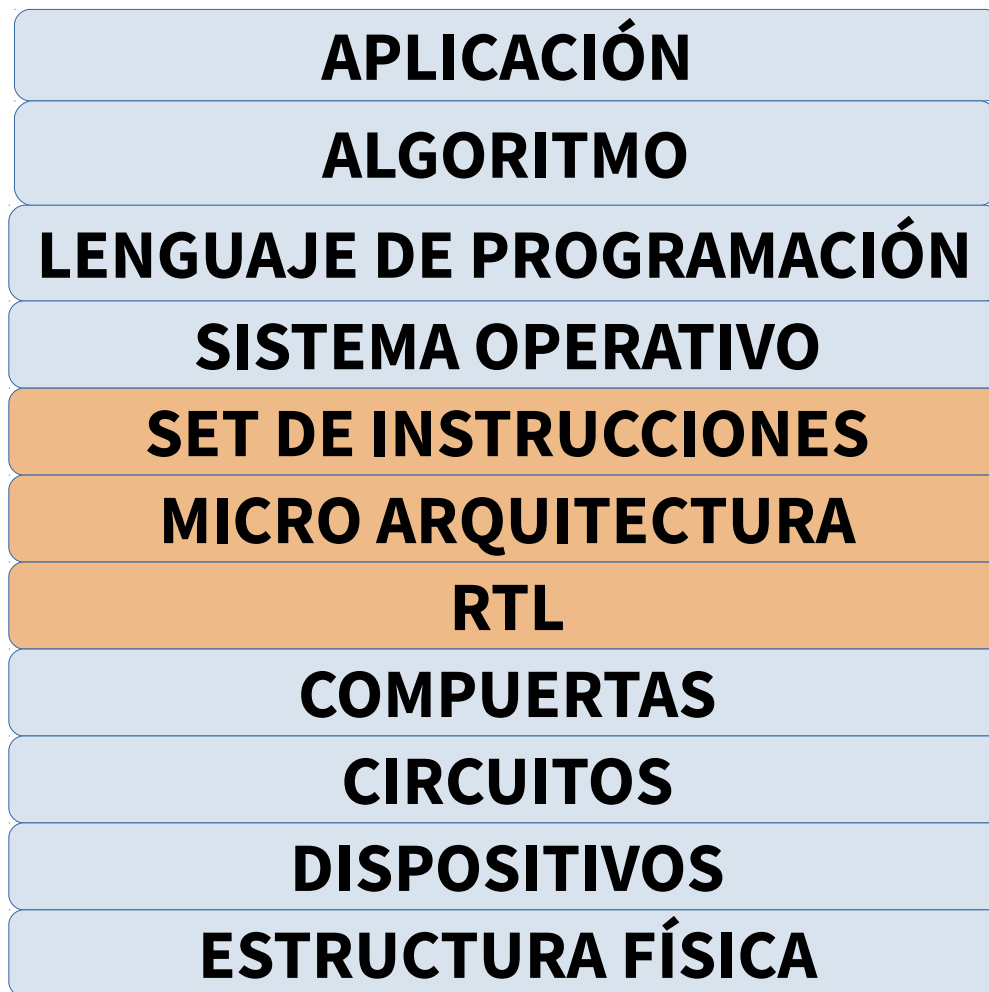 APLICACIÓN
ALGORITMO
LENGUAJE DE PROGRAMACIÓN
SISTEMA OPERATIVO
SET DE INSTRUCCIONES
MICRO ARQUITECTURA
RTL
COMPUERTAS
CIRCUITOS
DISPOSITIVOS
ESTRUCTURA FÍSICA